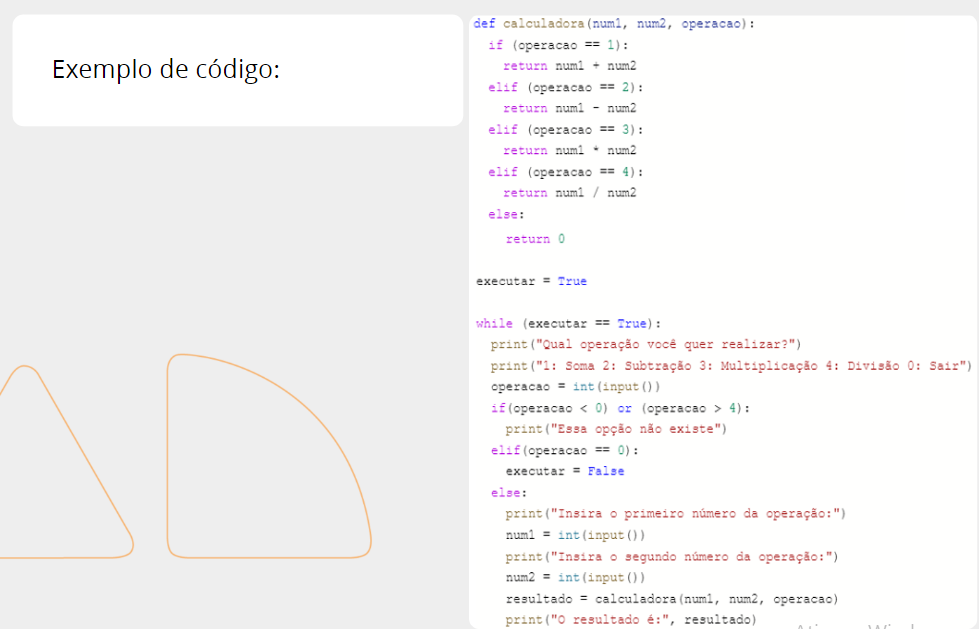 Exemplo de código:
def calculadora(num1, num2, operacao):
  if (operacao == 1):
    return num1 + num2
  elif (operacao == 2):
    return num1 - num2
  elif (operacao == 3):
    return num1 * num2
  elif (operacao == 4):
    return num1 / num2
  else:
    return 0
executar = True
while (executar == True):
  print("Qual operação você quer realizar?")
  print("1: Soma 2: Subtração 3: Multiplicação 4: Divisão 0: Sair")
  operacao = int(input())
  if(operacao < 0) or (operacao > 4):
    print("Essa opção não existe")
  elif(operacao == 0):
    executar = False
  else:
    print("Insira o primeiro número da operação:")
    num1 = int(input())
    print("Insira o segundo número da operação:")
    num2 = int(input())
    resultado = calculadora(num1, num2, operacao)
    print("O resultado é:", resultado)